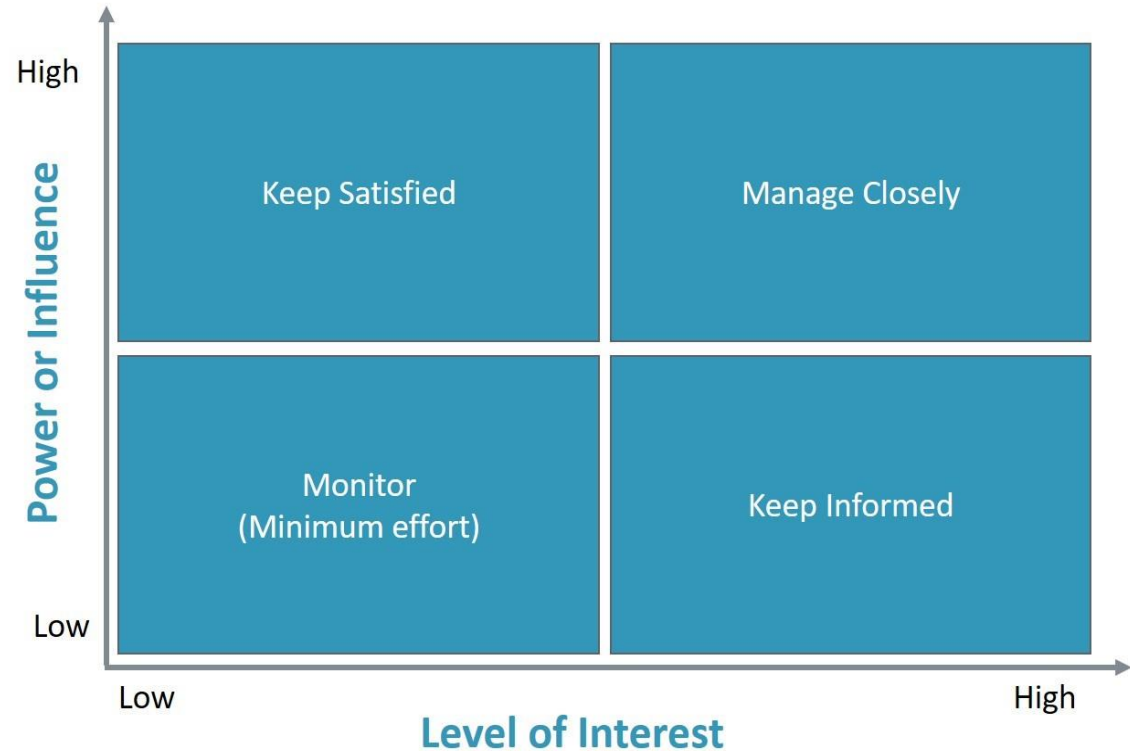 High
Keep Satisfied
Manage Closely
Power or Influence
Monitor
(Minimum effort)
Keep Informed
Low
Low
High
Level of Interest